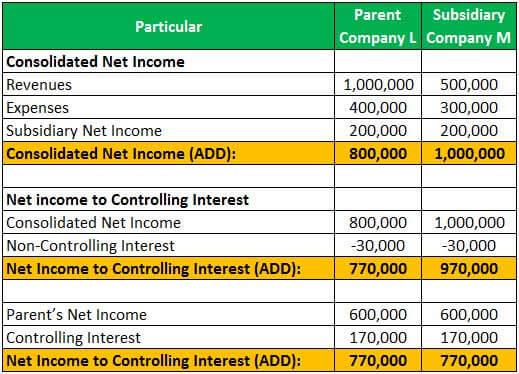 Particular Parent Company L Subsidiary Company M
Consolidated Net Income
Revenues 1,000,000 500,000
Expenses 400,000 300,000
Subsidiary Net Income 200,000 200,000
Consolidated Net Income (ADD): 800,000 1,000,000
Net income to Controlling Interest
Consolidated Net Income 800,000 1,000,000
Non-Controlling Interest -30,000 -30,000
Net Income to Controlling Interest (ADD): 770,000 970,000
Parent's Net Income 600,000 600,000
Controlling Interest 170,000 170,000
Net Income to Controlling Interest (ADD): 770,000 770,000